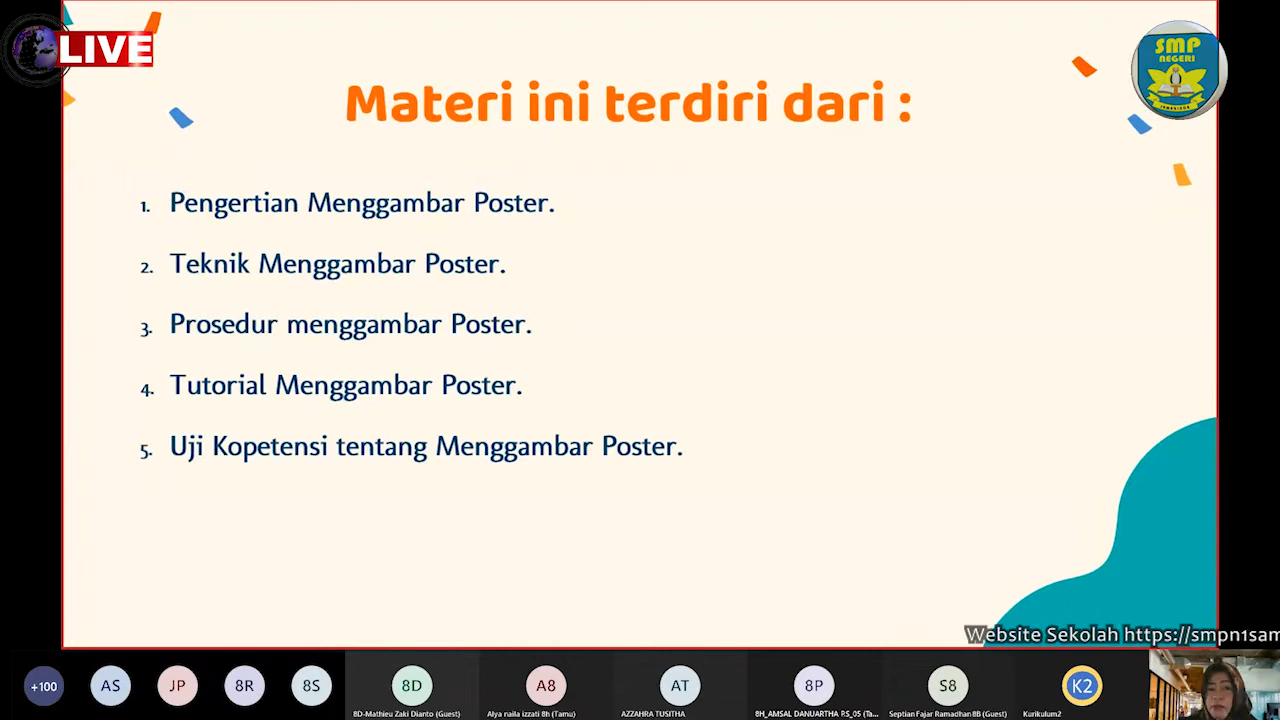 LIVE
SMP
NEGERI
Materi ini terdiri dari :
1. Pengertian Menggambar Poster.
2. Teknik Menggambar Poster.
3. Prosedur menggambar Poster.
4. Tutorial Menggambar Poster.
5. Uji Kopetensi tentang Menggambar Poster.
Website Sekolah https://smpn1sam
+100 AS JP 8R 8S 8D A8 AT 8P S8 K2
8D-Mathieu Zaki Dianto (Guest) Alya naila izzati 8h (Tamu) AZZAHRA TUSITHA 8H_AMSAL DANUARTHA P.S_05 (Ta... Septian Fajar Ramadhan 8B (Guest) Kurikulum2